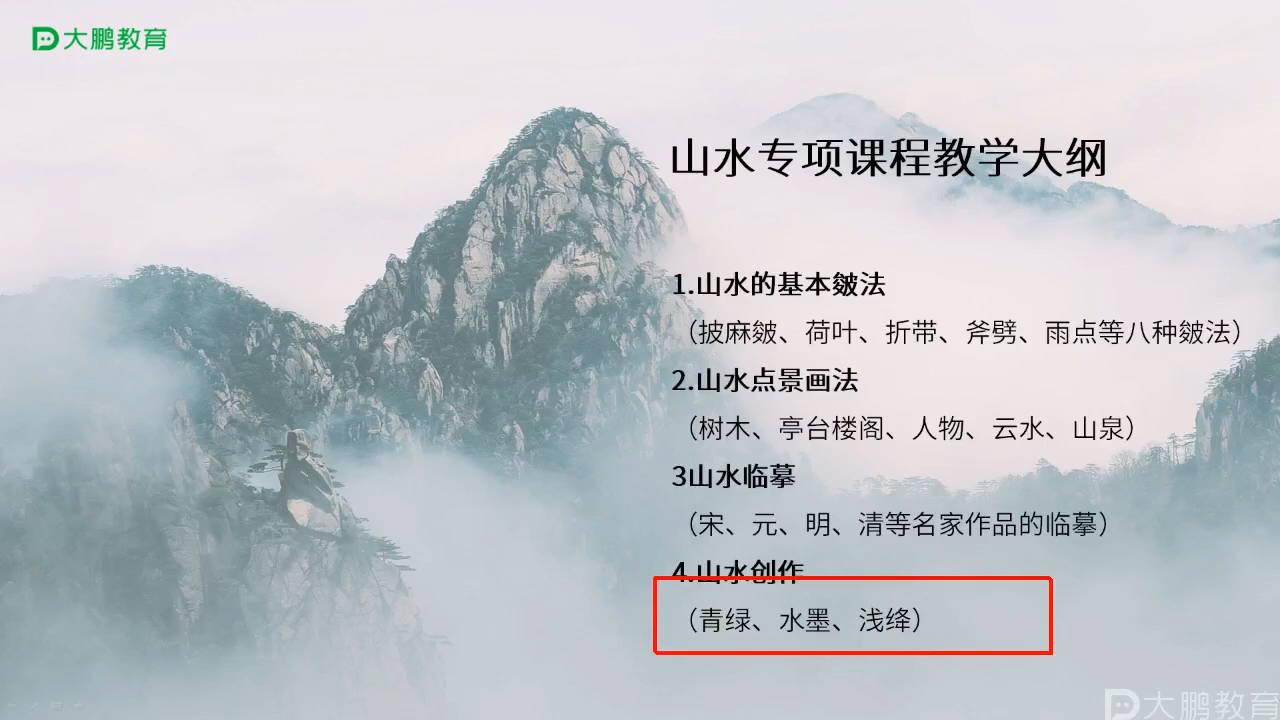 大鹏教育
山水专项课程教学大纲
1.山水的基本皴法
（披麻皴、荷叶、折带、斧劈、雨点等八种皴法）
2.山水点景画法
（树木、亭台楼阁、人物、云水、山泉）
3山水临摹
（宋、元、明、清等名家作品的临摹）
4.山水创作
（青绿、水墨、浅绛）
大鹏教育